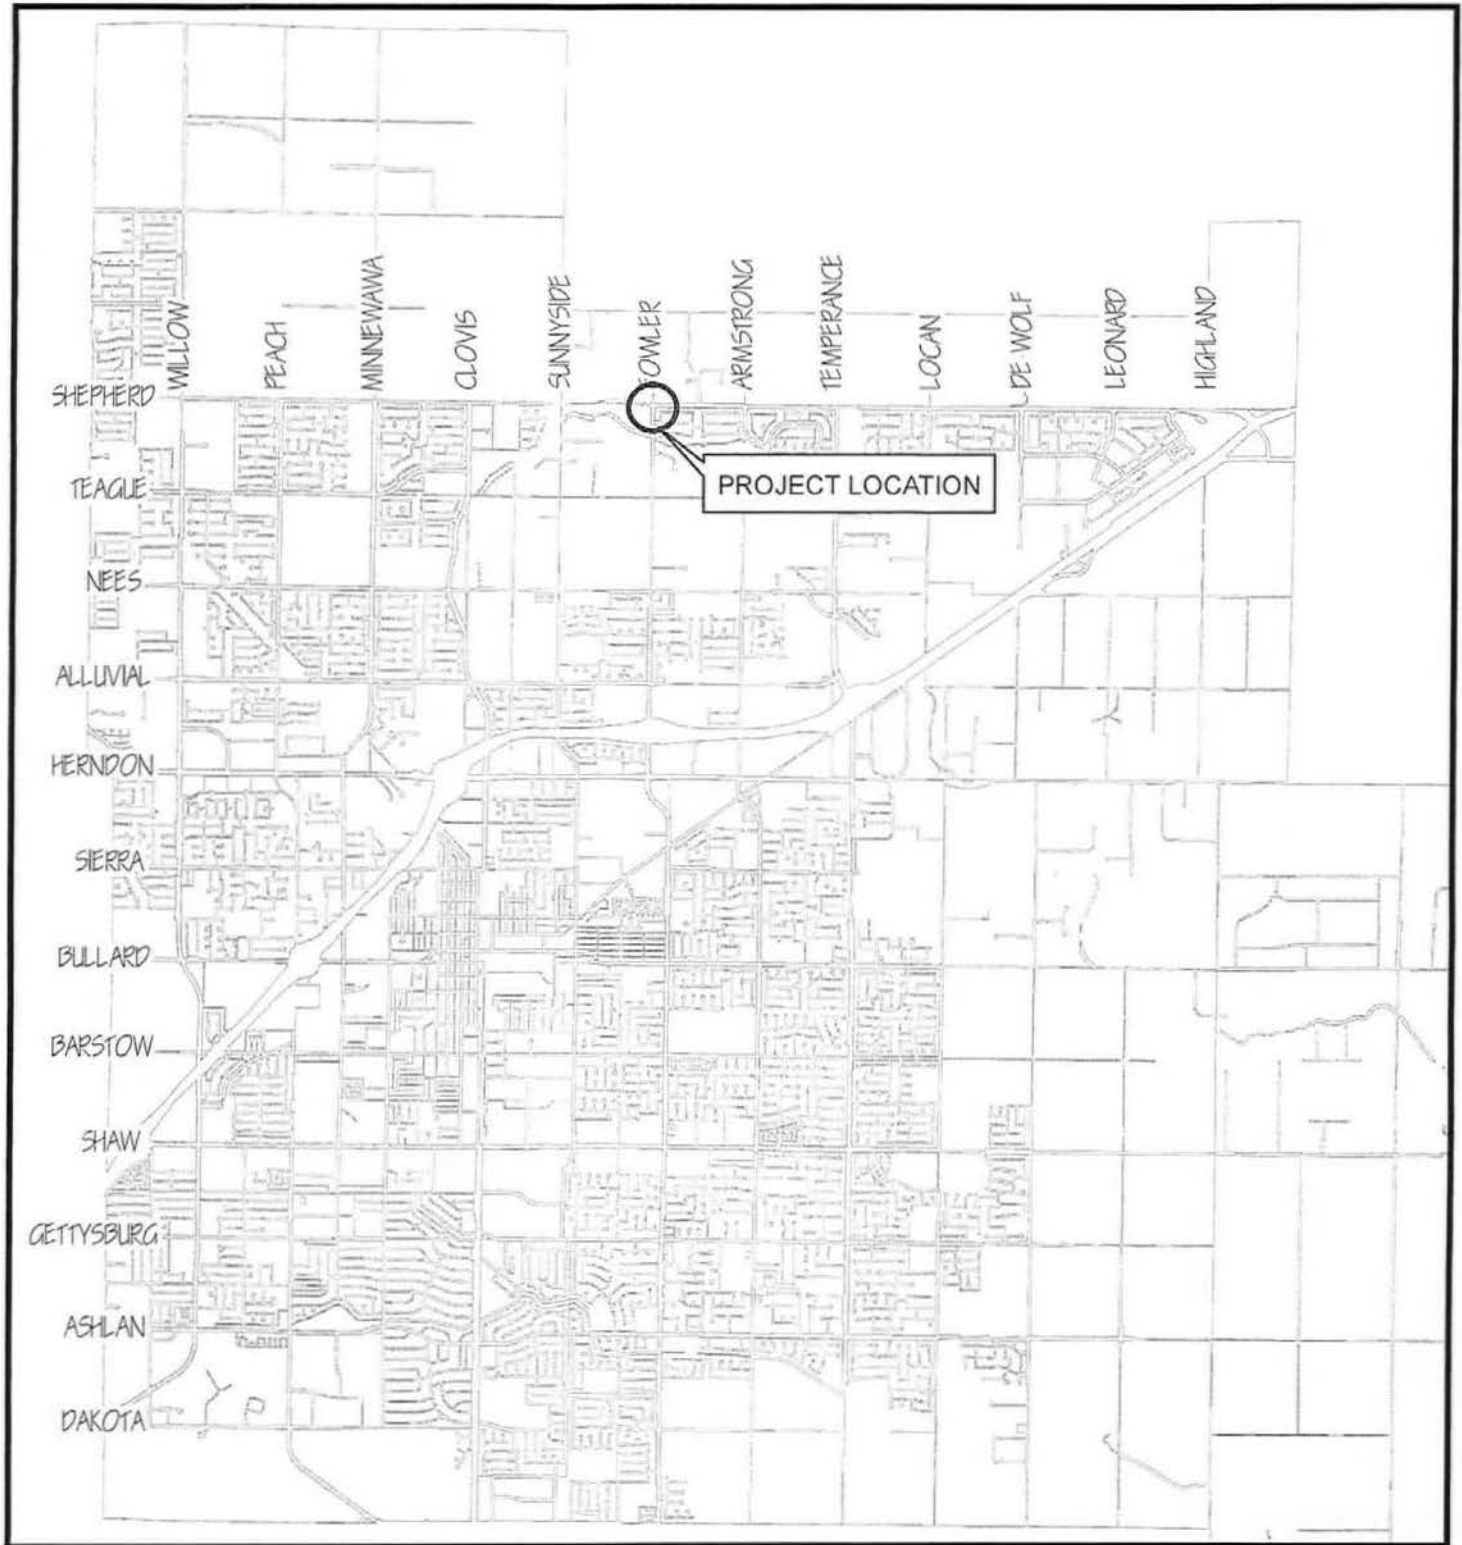 WILLOW
PEACH
MINNEWAWA
CLOVIS
SUNNYSIDE
FOWLER
ARMSTRONG
TEMPERANCE
LOCAN
DE WOLF
LEONARD
HIGHLAND
SHEPHERD
PROJECT LOCATION
TEAGUE
NEES
ALLUVIAL
HERNDON
SIERRA
BULLARD
BARSTOW
SHAW
GETTYSBURG
ASHLAN
DAKOTA